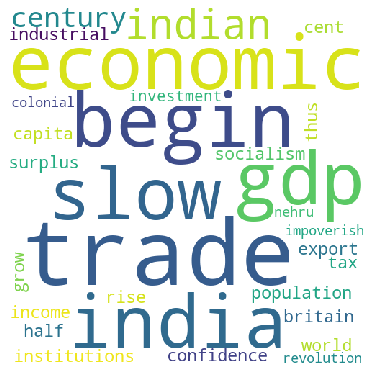 century indian cent
industrial
economic
colonial investment
begin thus
capita socialism
surplus
slow gdp
nehru
trade impoverish
export
grow tax
rise population
income india britain
half world
institutions confidence revolution